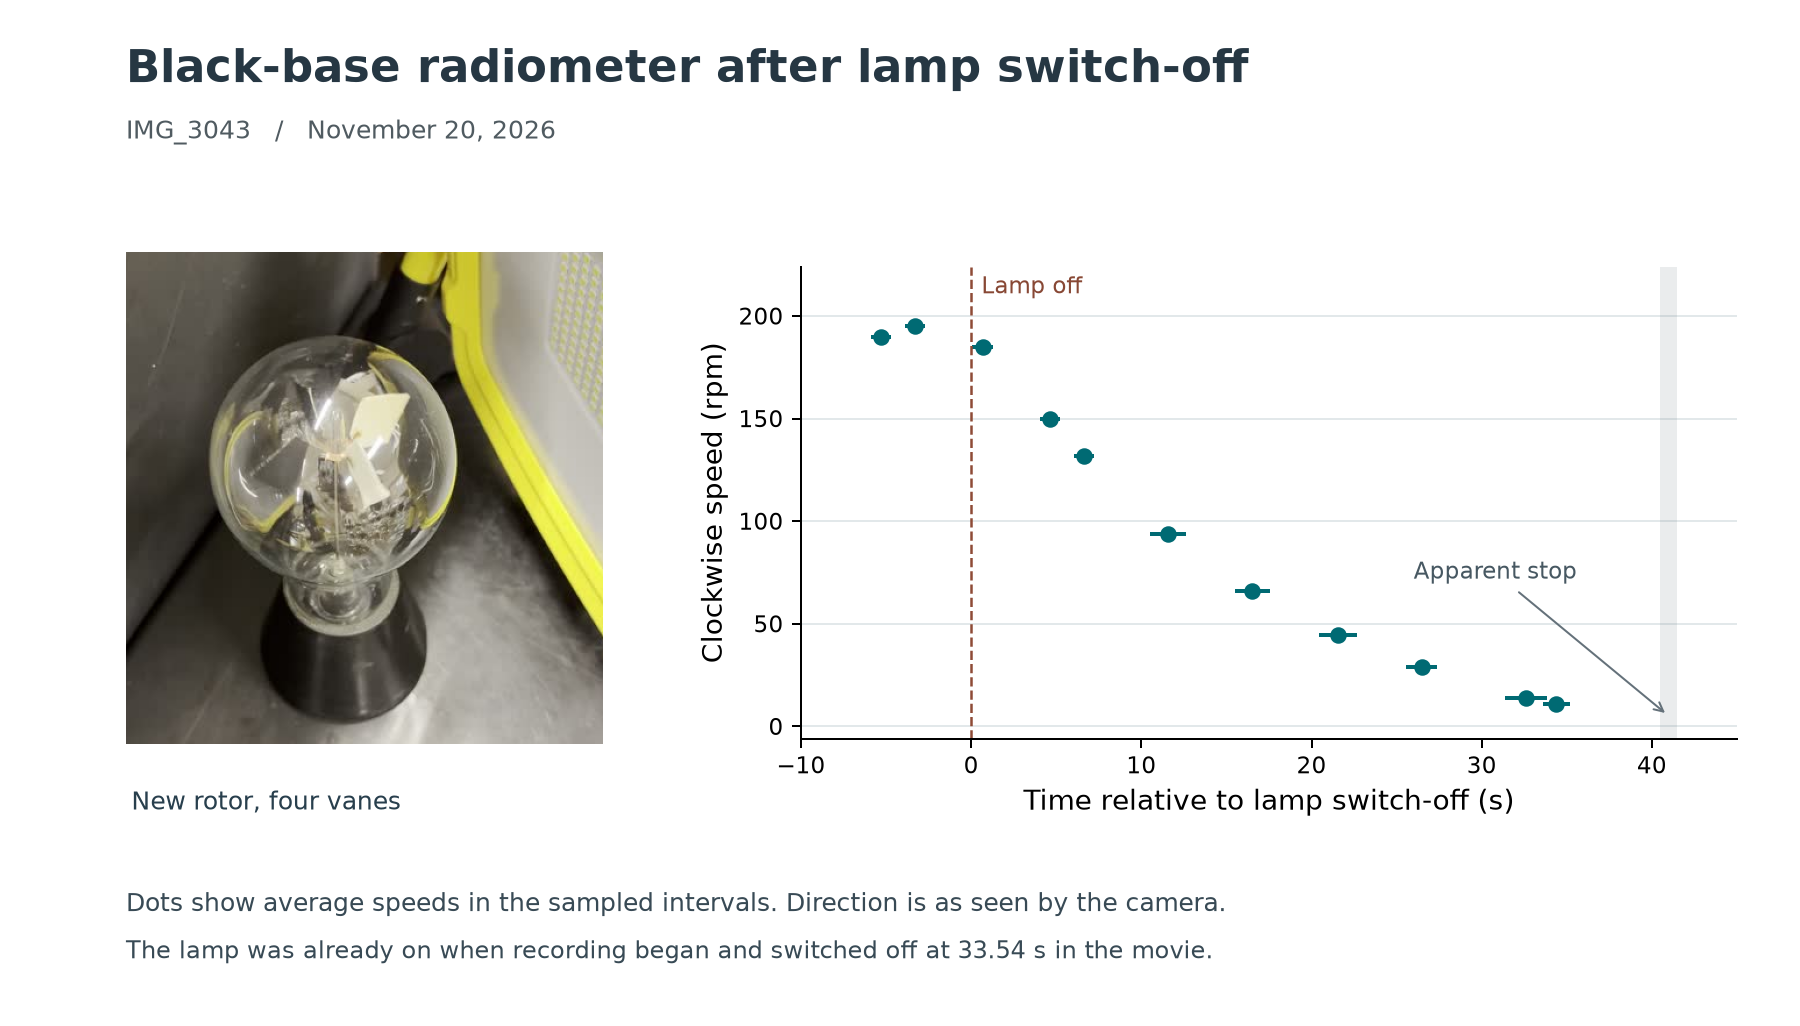 Black-base radiometer after lamp switch-off
IMG_3043 / November 20, 2026
Lamp off
200
150
100
50
0
Clockwise speed (rpm)
Apparent stop
−10 0 10 20 30 40
Time relative to lamp switch-off (s)
New rotor, four vanes
Dots show average speeds in the sampled intervals. Direction is as seen by the camera.
The lamp was already on when recording began and switched off at 33.54 s in the movie.